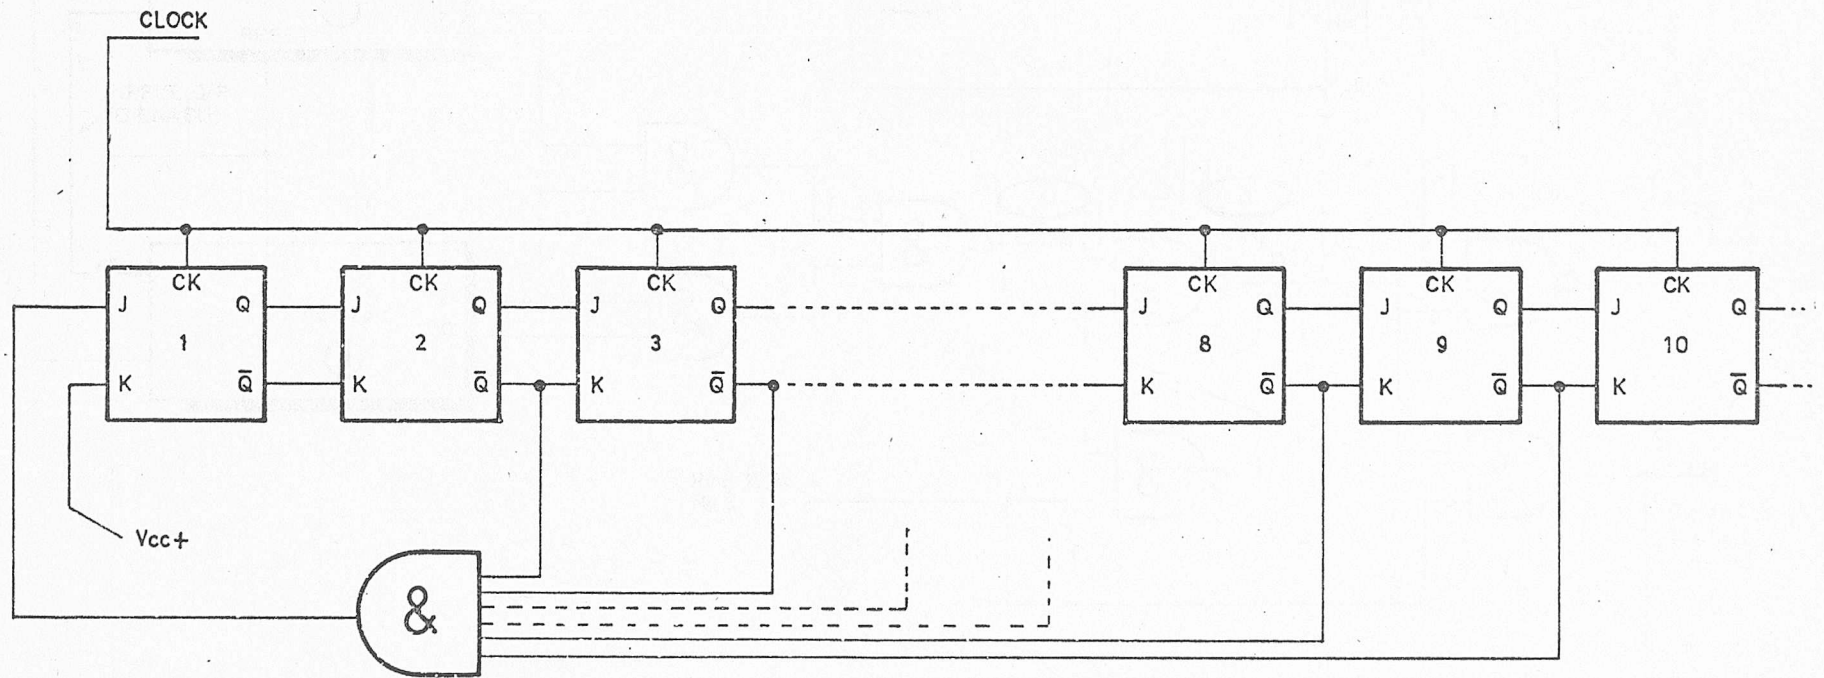 CLOCK
CK CK CK CK CK CK
J Q J Q J Q J Q J Q J Q
1 2 3 8 9 10
K Q̅ K Q̅ K Q̅ K Q̅ K Q̅ K Q̅
Vcc+
&